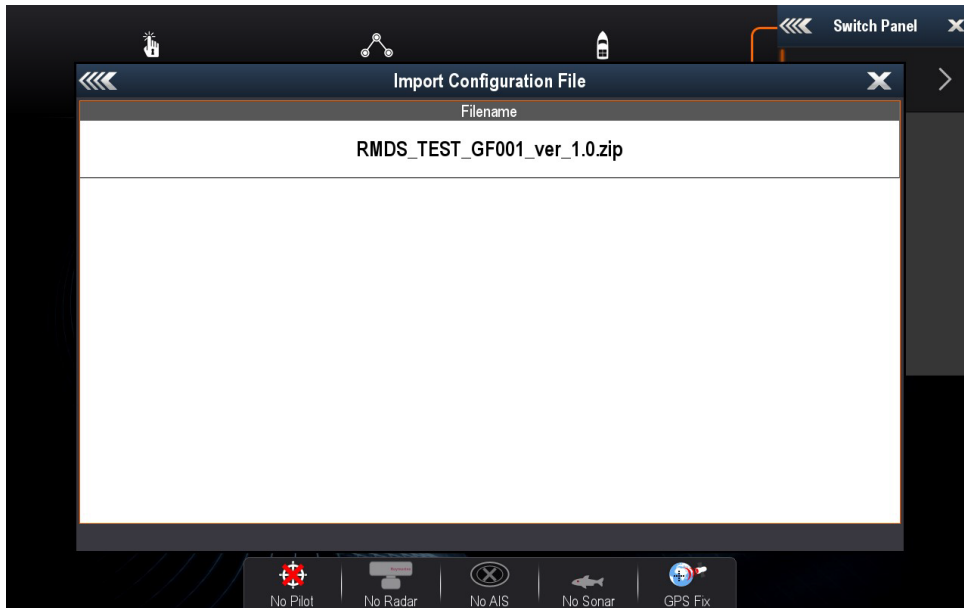 Switch Panel
Import Configuration File
Filename
RMDS_TEST_GF001_ver_1.0.zip
No Pilot
No Radar
No AIS
No Sonar
GPS Fix